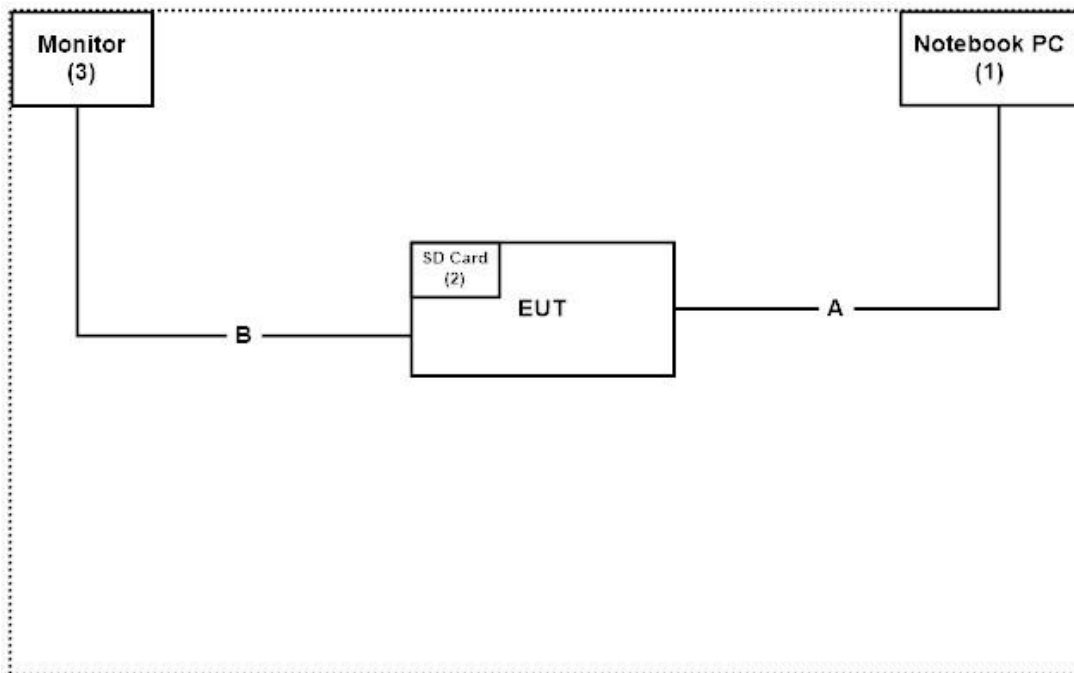 Monitor
(3)
Notebook PC
(1)
SD Card
(2)
EUT
A
B